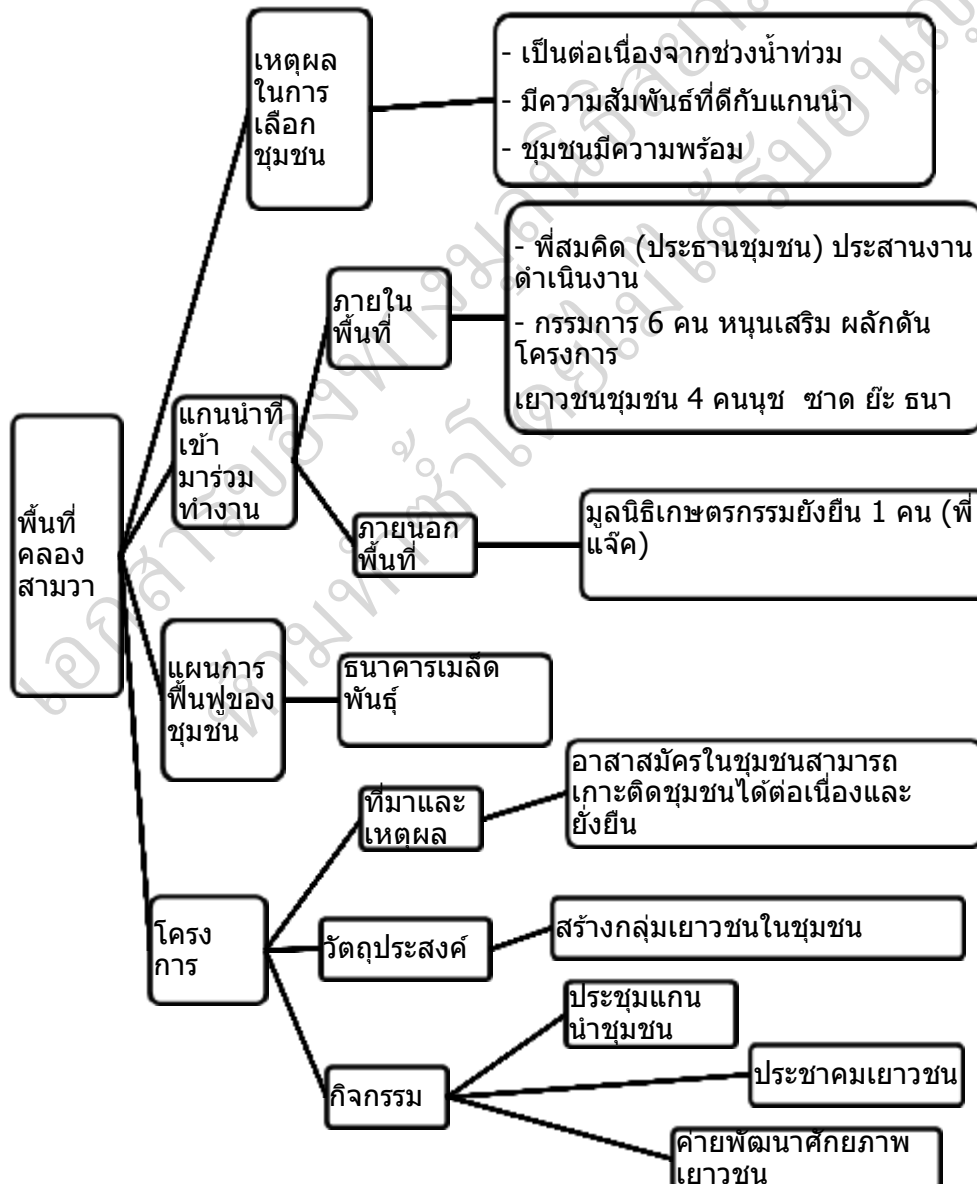 เหตุผล
ในการ
เลือก
ชุมชน
- เป็นต่อเนื่องจากช่วงน้ำท่วม
- มีความสัมพันธ์ที่ดีกับแกนนำ
- ชุมชนมีความพร้อม
พื้นที่
คลอง
สามวา
แกนนำที่
เข้า
มาร่วม
ทำงาน
ภายใน
พื้นที่
- พี่สมคิด (ประธานชุมชน) ประสานงาน
ดำเนินงาน
- กรรมการ 6 คน หนุนเสริม ผลักดัน
โครงการ
เยาวชนชุมชน 4 คนนุช ซาด ย๊ะ ธนา
ภายนอก
พื้นที่
มูลนิธิเกษตรกรรมยั่งยืน 1 คน (พี่
แจ๊ค)
แผนการ
ฟื้นฟูของ
ชุมชน
ธนาคารเมล็ด
พันธุ์
โครง
การ
ที่มาและ
เหตุผล
อาสาสมัครในชุมชนสามารถ
เกาะติดชุมชนได้ต่อเนื่องและ
ยั่งยืน
วัตถุประสงค์
สร้างกลุ่มเยาวชนในชุมชน
กิจกรรม
ประชุมแกน
นำชุมชน
ประชาคมเยาวชน
ค่ายพัฒนาศักยภาพ
เยาวชน